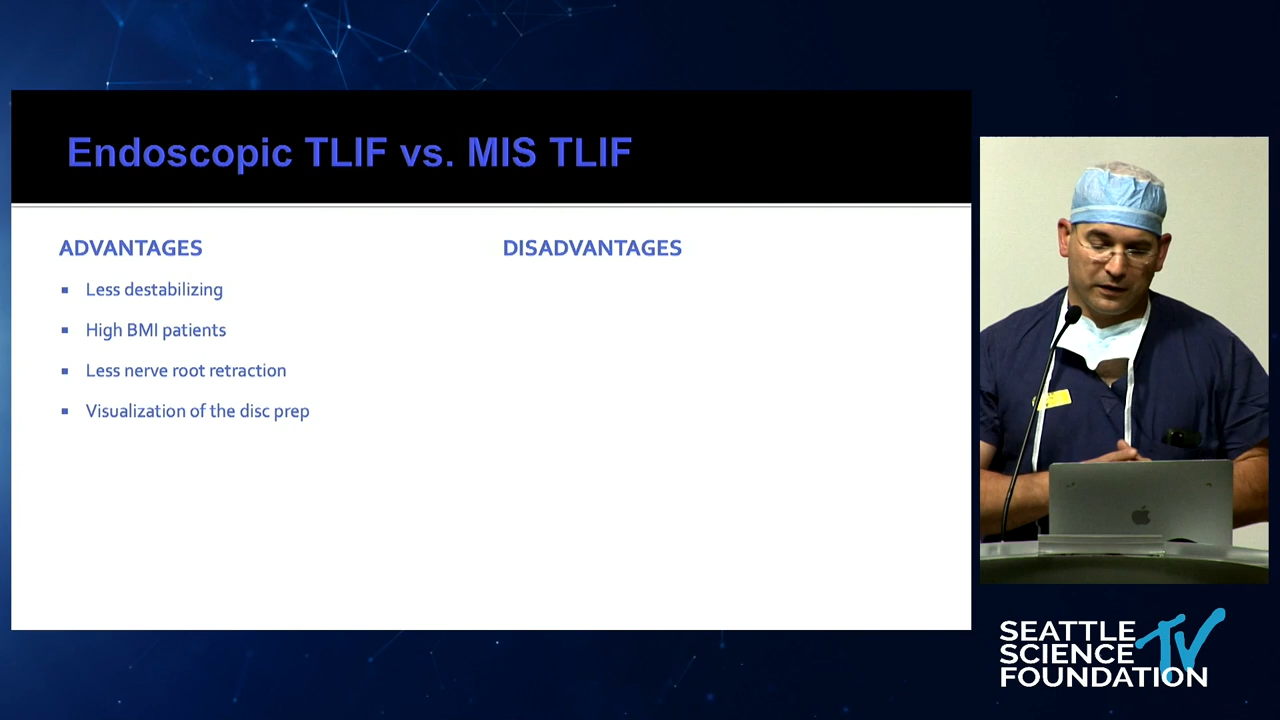 Endoscopic TLIF vs. MIS TLIF
ADVANTAGES
Less destabilizing
High BMI patients
Less nerve root retraction
Visualization of the disc prep
DISADVANTAGES
SEATTLE
SCIENCE TV
FOUNDATION